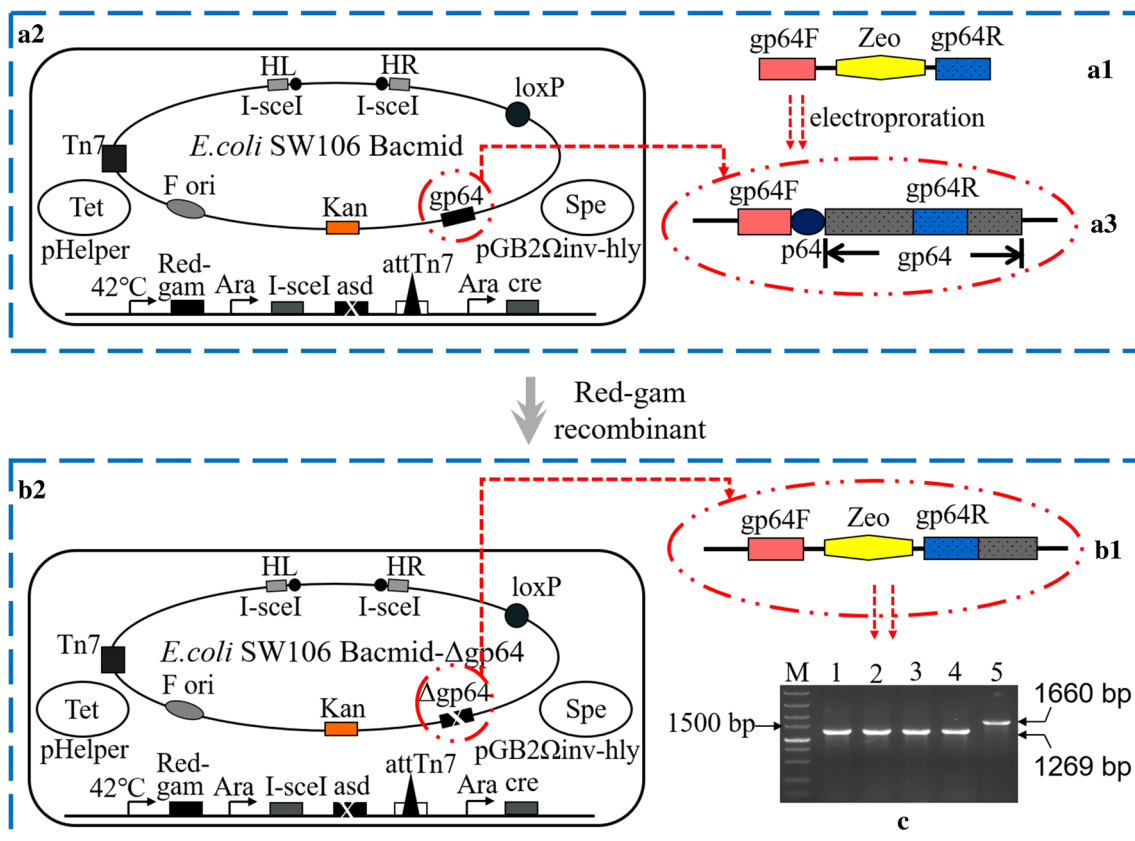 a2
HL
HR
I-sceI
I-sceI
loxP
Tn7
E.coli SW106 Bacmid
F ori
gp64
Kan
Tet
pHelper
Spe
pGB2Ωinv-hly
42°C
Red-
gam
Ara
I-sceI
asd
attTn7
Ara
cre
gp64F
Zeo
gp64R
a1
electroproration
gp64F
gp64R
a3
p64
gp64
Red-gam
recombinant
b2
HL
HR
I-sceI
I-sceI
loxP
Tn7
E.coli SW106 Bacmid-Δgp64
F ori
Δgp64
Kan
Tet
pHelper
Spe
pGB2Ωinv-hly
42°C
Red-
gam
Ara
I-sceI
asd
attTn7
Ara
cre
gp64F
Zeo
gp64R
b1
M 1 2 3 4 5
1500 bp
1660 bp
1269 bp
c